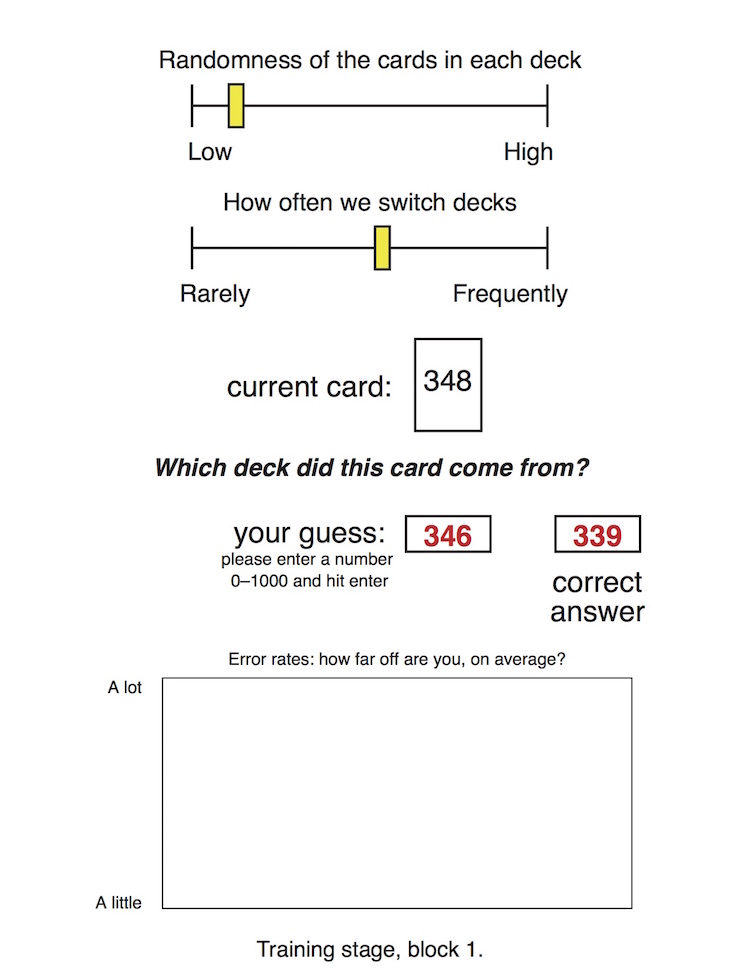 Randomness of the cards in each deck
Low High
How often we switch decks
Rarely Frequently
current card: 348
Which deck did this card come from?
your guess: 346 339
please enter a number
0–1000 and hit enter
correct
answer
Error rates: how far off are you, on average?
A lot
A little
Training stage, block 1.